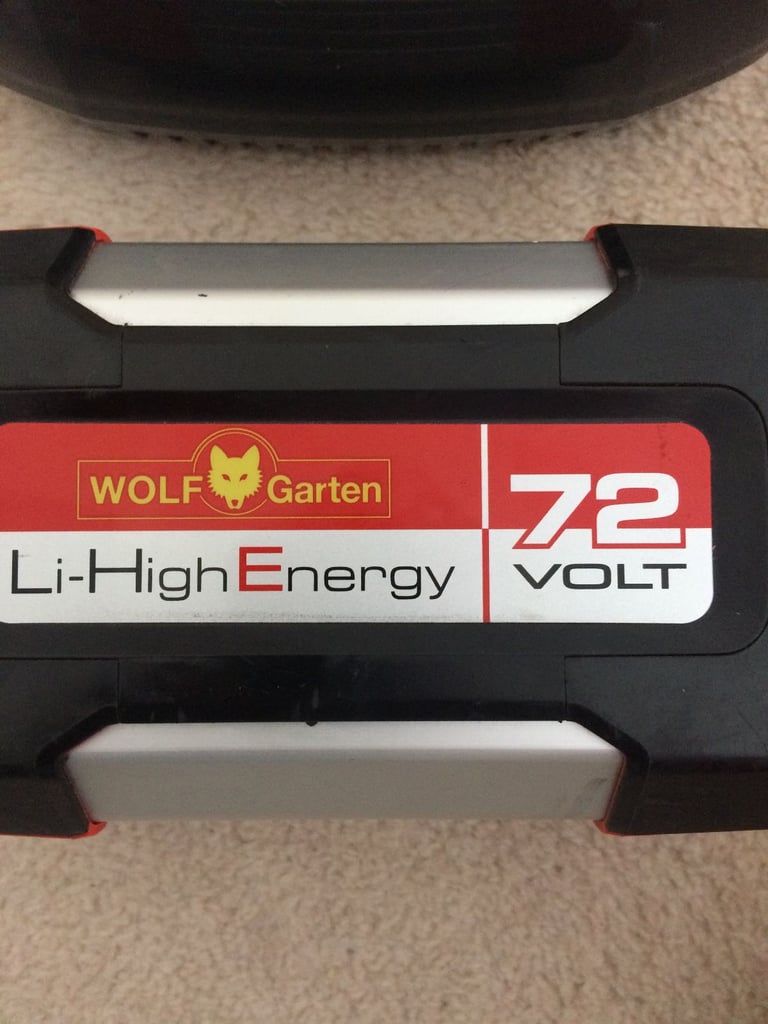 WOLF Garten
Li-HighEnergy
72
VOLT